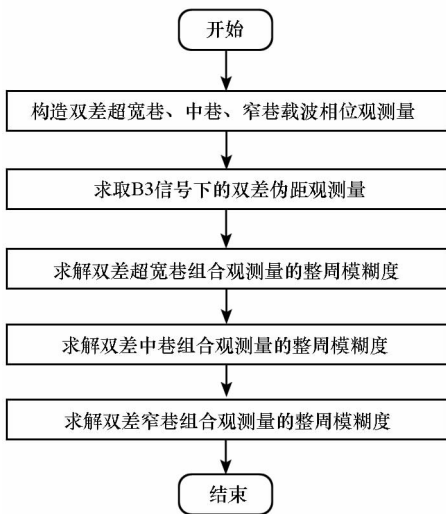 开始
构造双差超宽巷、中巷、窄巷载波相位观测量
求取B3信号下的双差伪距观测量
求解双差超宽巷组合观测量的整周模糊度
求解双差中巷组合观测量的整周模糊度
求解双差窄巷组合观测量的整周模糊度
结束